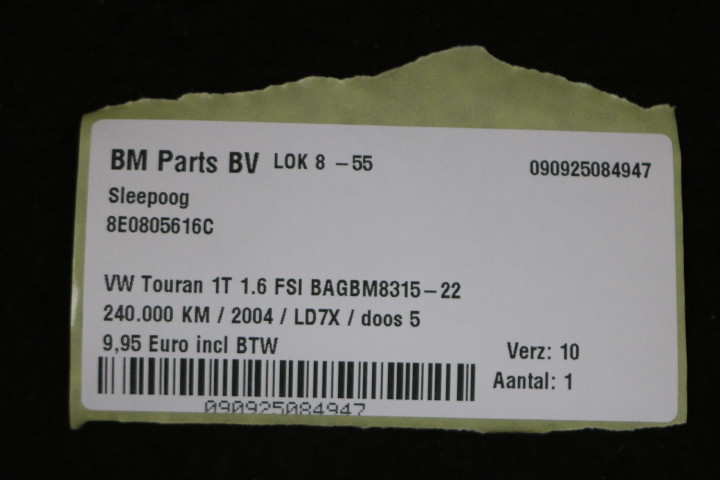 BM Parts BV LOK 8 -55 090925084947
Sleepoog
8E0805616C
VW Touran 1T 1.6 FSI BAGBM8315-22
240.000 KM / 2004 / LD7X / doos 5
9,95 Euro incl BTW
Verz: 10
Aantal: 1
090925084947